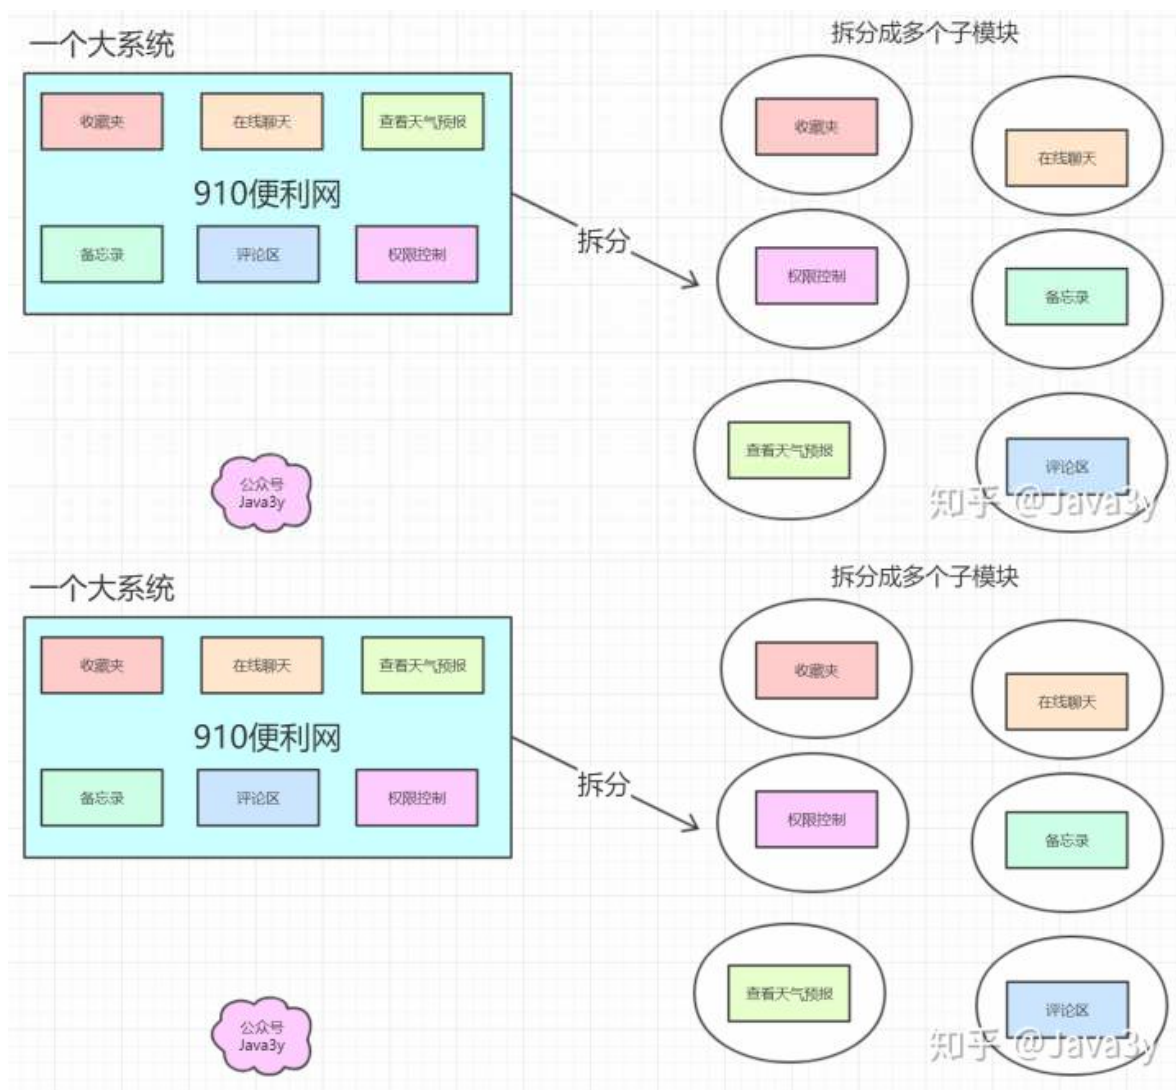 一个大系统
收藏夹
在线聊天
查看天气预报
910便利网
备忘录
评论区
权限控制
拆分
公众号
Java3y
拆分成多个子模块
收藏夹
在线聊天
权限控制
备忘录
查看天气预报
评论区
知乎 @Java3y
一个大系统
收藏夹
在线聊天
查看天气预报
910便利网
备忘录
评论区
权限控制
拆分
公众号
Java3y
拆分成多个子模块
收藏夹
在线聊天
权限控制
备忘录
查看天气预报
评论区
知乎 @Java3y